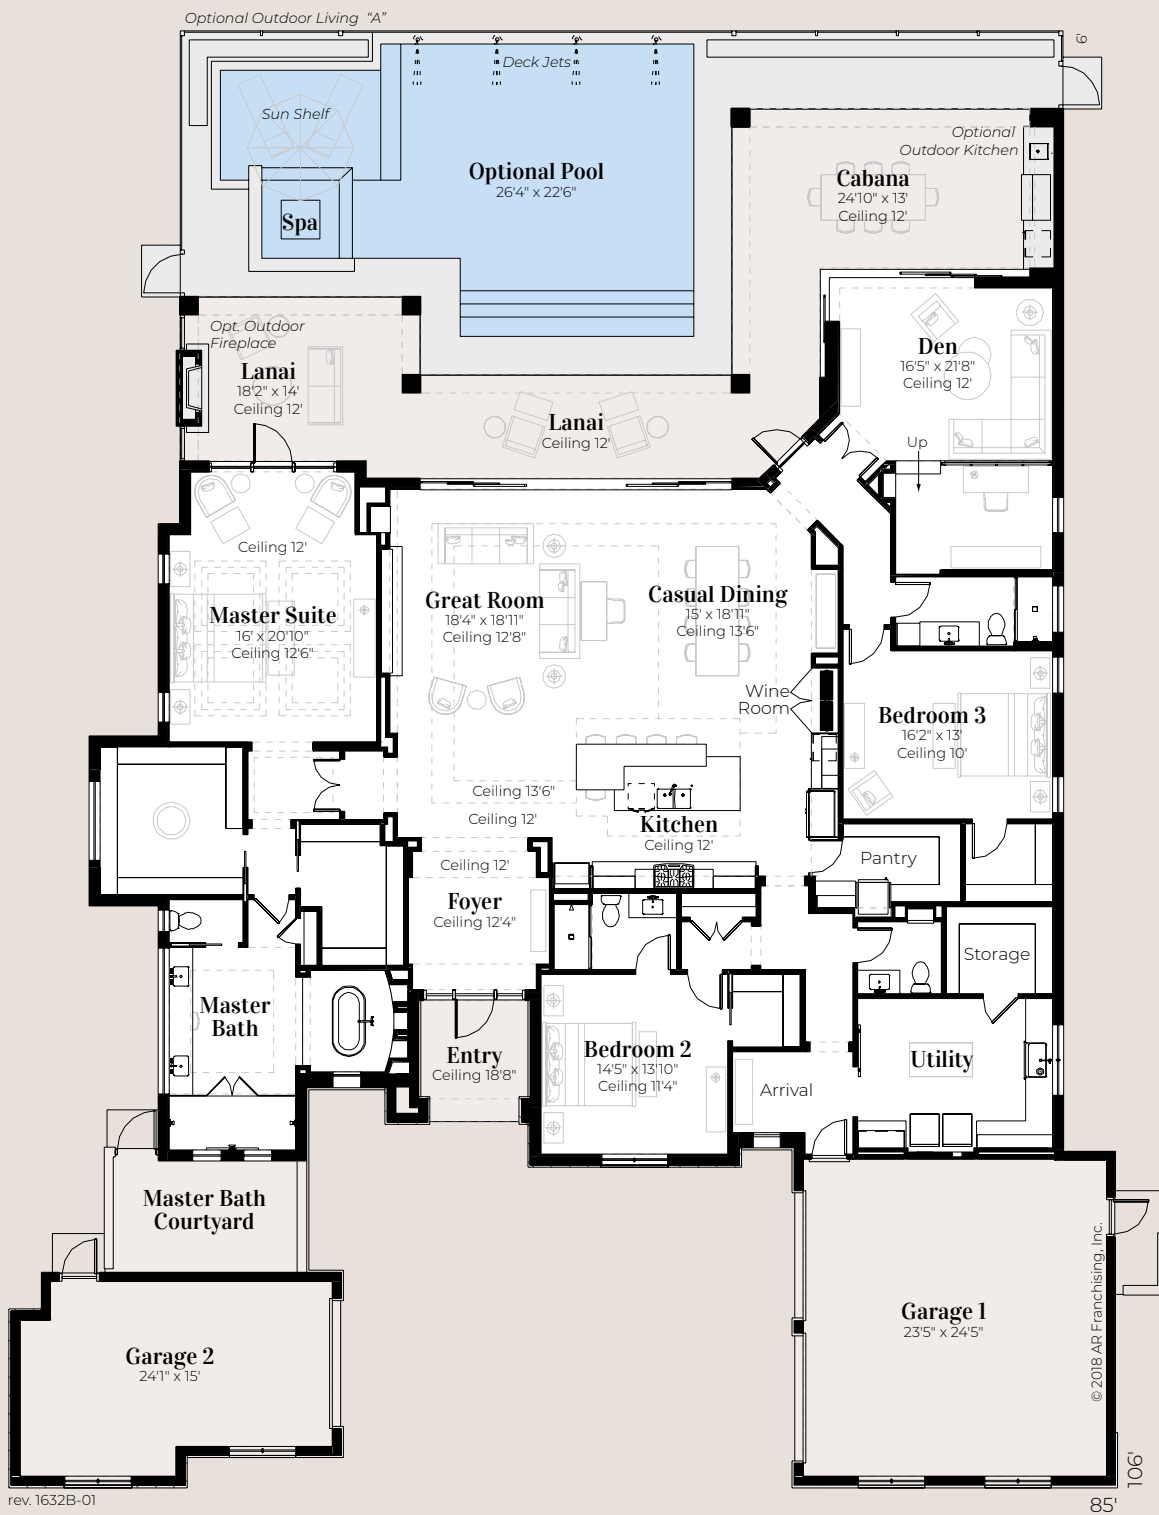 Optional Outdoor Living “A”
6'
Deck Jets
Sun Shelf
Optional
Outdoor Kitchen
Optional Pool
26'4" x 22'6"
Cabana
24'10" x 13'
Ceiling 12'
Spa
Opt. Outdoor
Fireplace
Lanai
18'2" x 14'
Ceiling 12'
Den
16'5" x 21'8"
Ceiling 12'
Lanai
Ceiling 12'
Up
Ceiling 12'
Master Suite
16' x 20'10"
Ceiling 12'6"
Great Room
18'4" x 18'11"
Ceiling 12'8"
Casual Dining
15' x 18'11"
Ceiling 13'6"
Wine
Room
Bedroom 3
16'2" x 13'
Ceiling 10'
Ceiling 13'6"
Ceiling 12'
Kitchen
Ceiling 12'
Pantry
Ceiling 12'
Foyer
Ceiling 12'4"
Storage
Master
Bath
Entry
Ceiling 18'8"
Bedroom 2
14'5" x 13'10"
Ceiling 11'4"
Utility
Arrival
Master Bath
Courtyard
Garage 1
23'5" x 24'5"
Garage 2
24'1" x 15'
© 2018 AR Franchising, Inc.
106'
85'
rev. 1632B-01